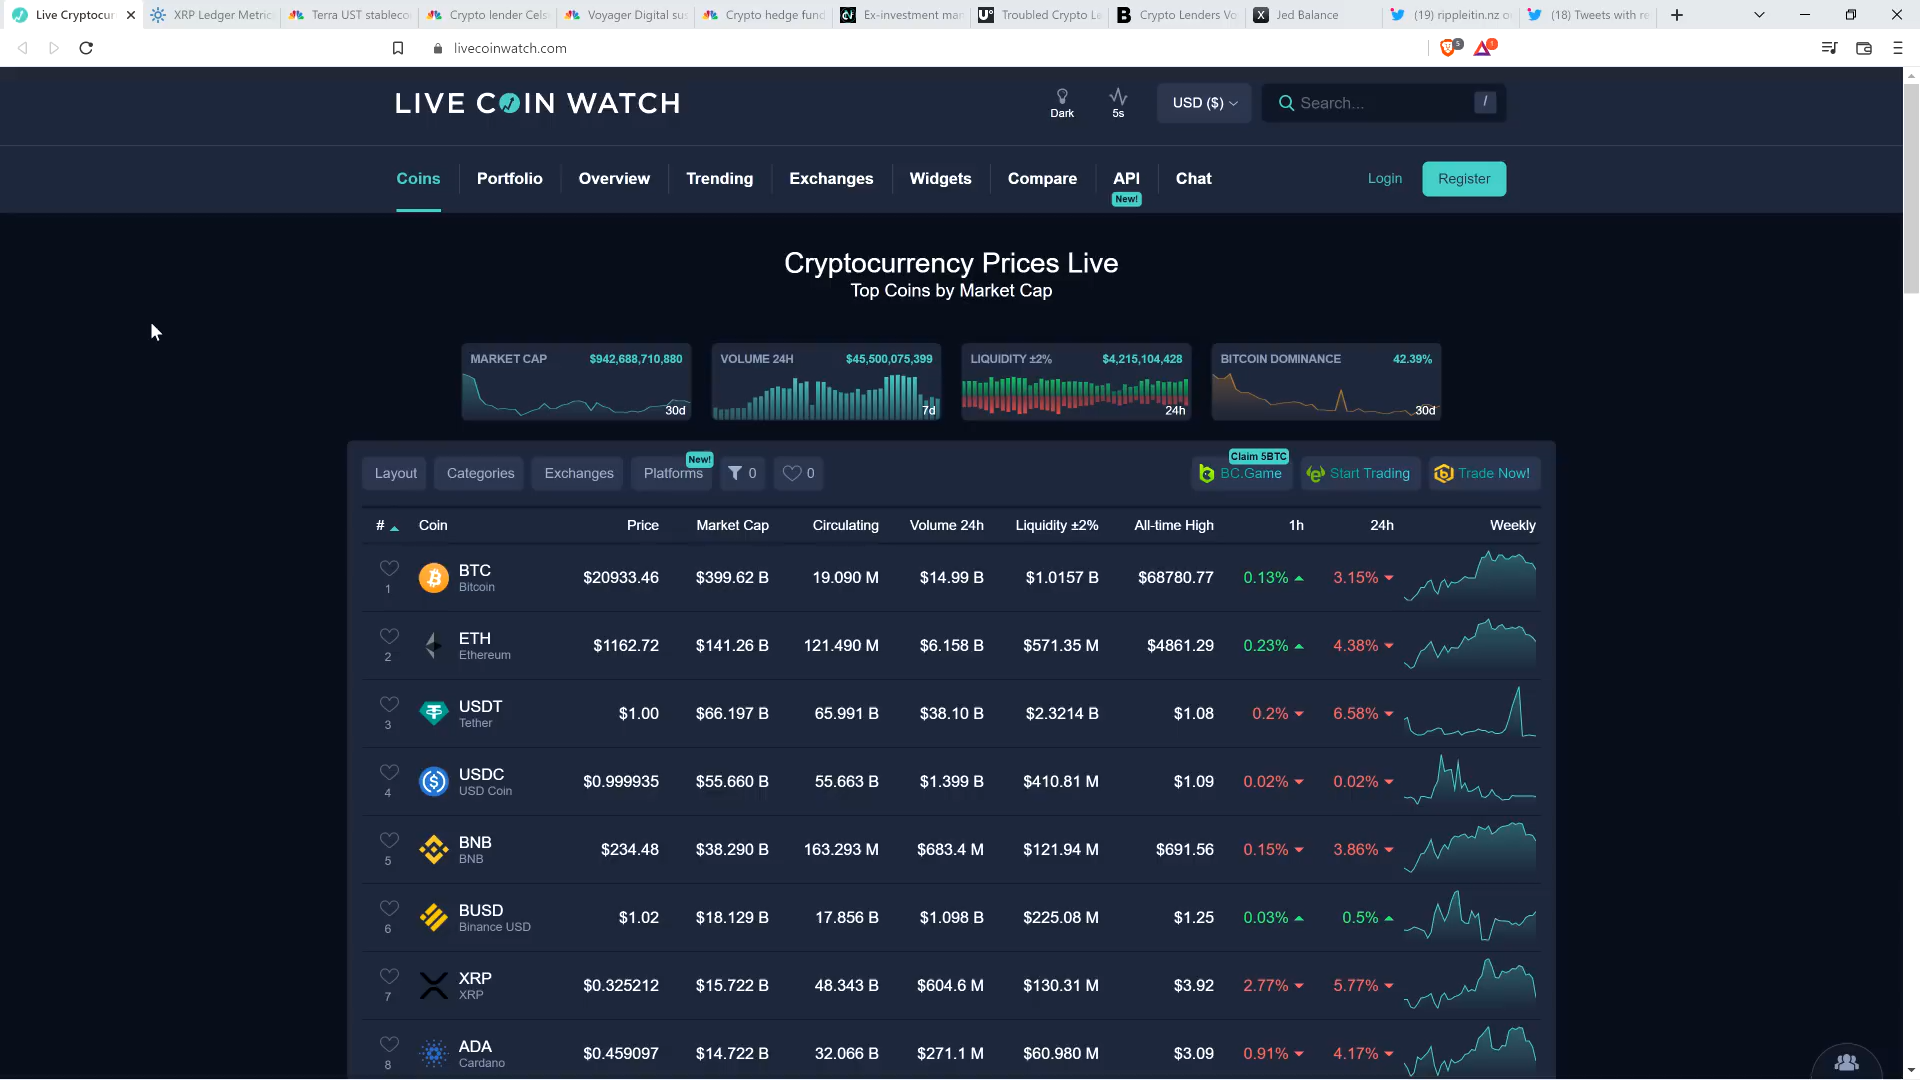 Live Cryptocur
XRP Ledger Metric
Terra UST stableco
Crypto lender Cels
Voyager Digital sus
Crypto hedge fund
Ex-investment man
Troubled Crypto Le
Crypto Lenders Vo
Jed Balance
(19) rippleitin.nz o
(18) Tweets with re
livecoinwatch.com
5
1
LIVE COIN WATCH
Dark
5s
USD ($)
Search...
/
Coins
Portfolio
Overview
Trending
Exchanges
Widgets
Compare
API
New!
Chat
Login
Register
Cryptocurrency Prices Live
Top Coins by Market Cap
MARKET CAP $942,688,710,880
30d
VOLUME 24H $45,500,075,399
7d
LIQUIDITY ±2% $4,215,104,428
24h
BITCOIN DOMINANCE 42.39%
30d
Layout
Categories
Exchanges
Platforms
New!
0
0
Claim 5BTC
BC.Game
Start Trading
Trade Now!
# Coin Price Market Cap Circulating Volume 24h Liquidity ±2% All-time High 1h 24h Weekly
1 BTC Bitcoin $20933.46 $399.62 B 19.090 M $14.99 B $1.0157 B $68780.77 0.13% 3.15%
2 ETH Ethereum $1162.72 $141.26 B 121.490 M $6.158 B $571.35 M $4861.29 0.23% 4.38%
3 USDT Tether $1.00 $66.197 B 65.991 B $38.10 B $2.3214 B $1.08 0.2% 6.58%
4 USDC USD Coin $0.999935 $55.660 B 55.663 B $1.399 B $410.81 M $1.09 0.02% 0.02%
5 BNB BNB $234.48 $38.290 B 163.293 M $683.4 M $121.94 M $691.56 0.15% 3.86%
6 BUSD Binance USD $1.02 $18.129 B 17.856 B $1.098 B $225.08 M $1.25 0.03% 0.5%
7 XRP XRP $0.325212 $15.722 B 48.343 B $604.6 M $130.31 M $3.92 2.77% 5.77%
8 ADA Cardano $0.459097 $14.722 B 32.066 B $271.1 M $60.980 M $3.09 0.91% 4.17%